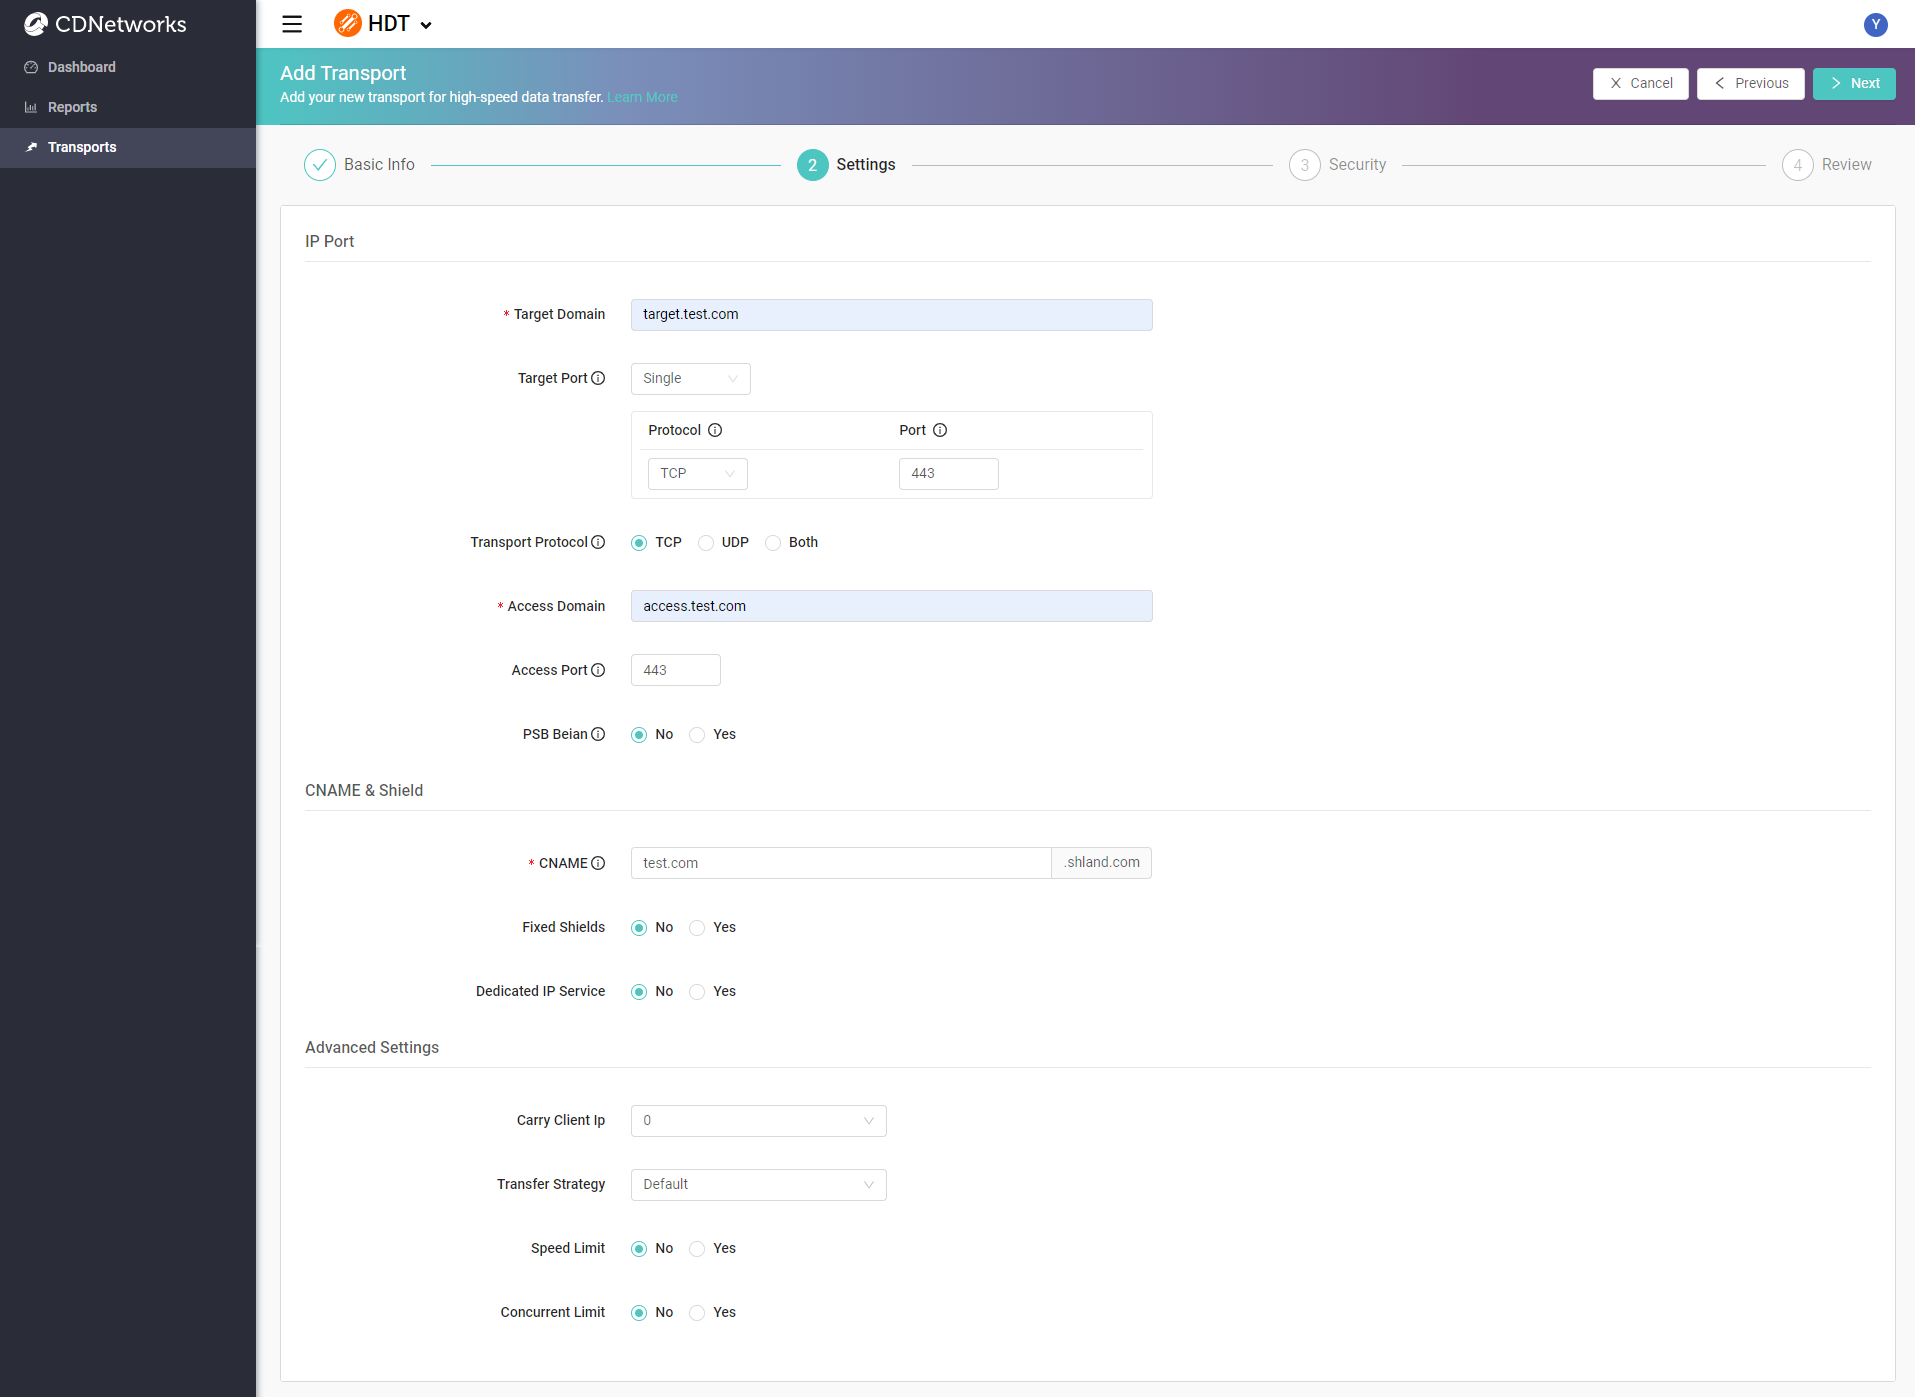 CDNetworks
Dashboard
Reports
Transports
HDT
Y
Add Transport
Add your new transport for high-speed data transfer. Learn More
Cancel
Previous
Next
Basic Info
2 Settings
3 Security
4 Review
IP Port
* Target Domain target.test.com
Target Port Single
Protocol Port
TCP 443
Transport Protocol TCP UDP Both
* Access Domain access.test.com
Access Port 443
PSB Beian No Yes
CNAME & Shield
* CNAME test.com .shland.com
Fixed Shields No Yes
Dedicated IP Service No Yes
Advanced Settings
Carry Client Ip 0
Transfer Strategy Default
Speed Limit No Yes
Concurrent Limit No Yes